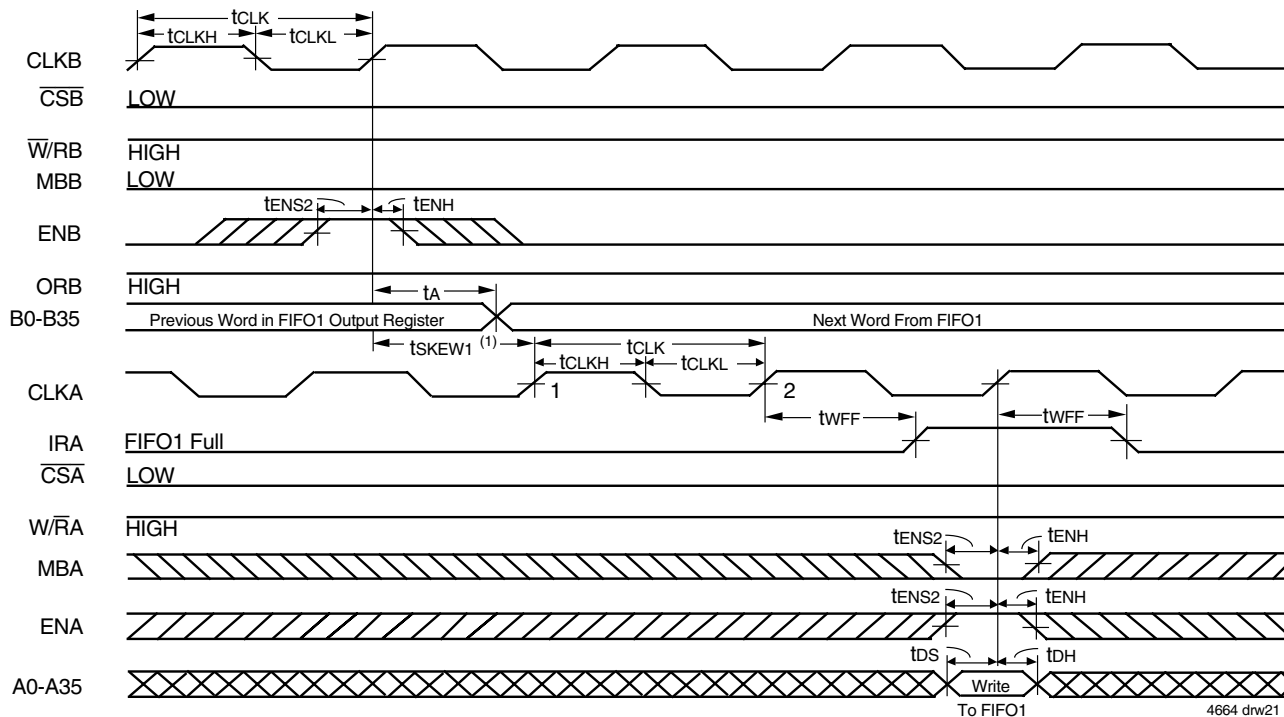 tCLK
tCLKH tCLKL
CLKB
CSB LOW
W/RB HIGH
MBB LOW
tENS2 tENH
ENB
ORB HIGH
tA
B0-B35 Previous Word in FIFO1 Output Register Next Word From FIFO1
tSKEW1 (1) tCLK
tCLKH tCLKL
CLKA 1 2
tWFF tWFF
IRA FIFO1 Full
CSA LOW
W/RA HIGH
tENS2 tENH
MBA
tENS2 tENH
ENA
tDS tDH
A0-A35 Write
To FIFO1 4664 drw21